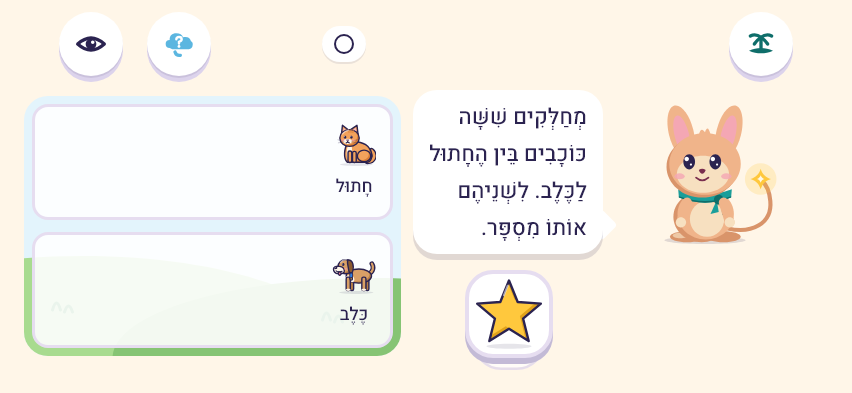 מְחַלְּקִים שִׁשָּׁה
כּוֹכָבִים בֵּין הֶחָתוּל
לַכֶּלֶב. לִשְׁנֵיהֶם
אוֹתוֹ מִסְפָּר.
חָתוּל
כֶּלֶב
?